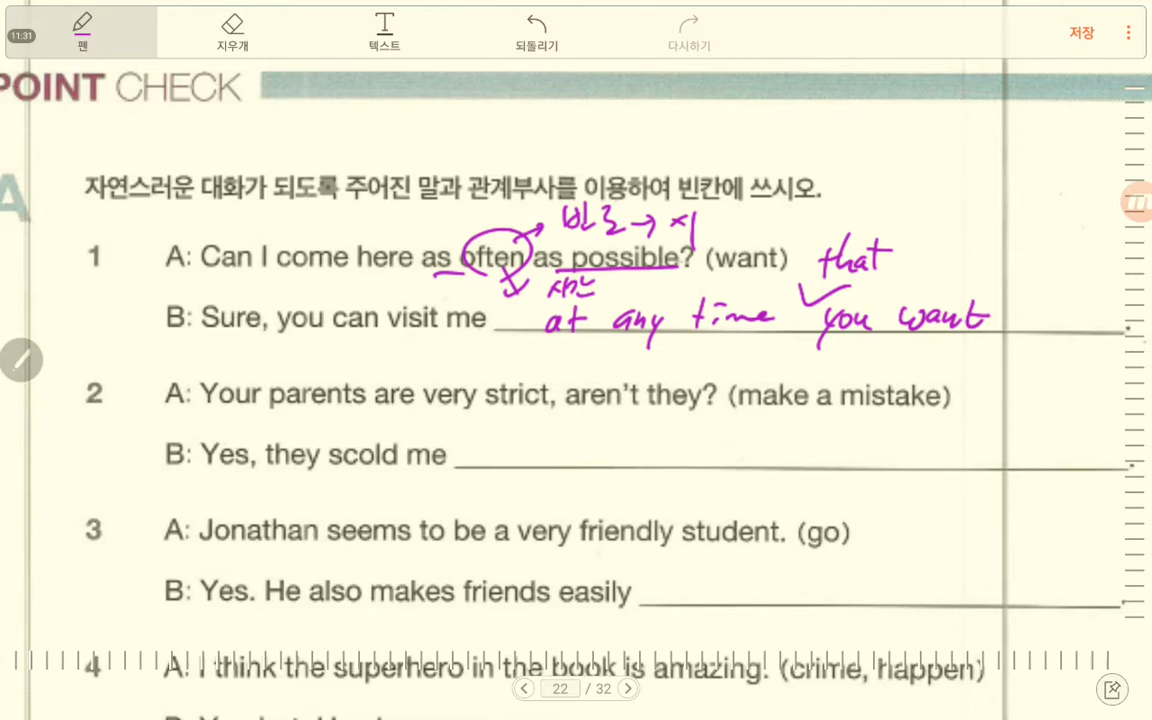 11:31
펜
지우개
텍스트
되돌리기
다시하기
저장
POINT CHECK
A
자연스러운 대화가 되도록 주어진 말과 관계부사를 이용하여 빈칸에 쓰시오.
1 A: Can I come here as often as possible? (want) that
B: Sure, you can visit me at any time you want.
2 A: Your parents are very strict, aren't they? (make a mistake)
B: Yes, they scold me .
3 A: Jonathan seems to be a very friendly student. (go)
B: Yes. He also makes friends easily .
4 A: I think the superhero in the book is amazing. (crime, happen)
22 / 32